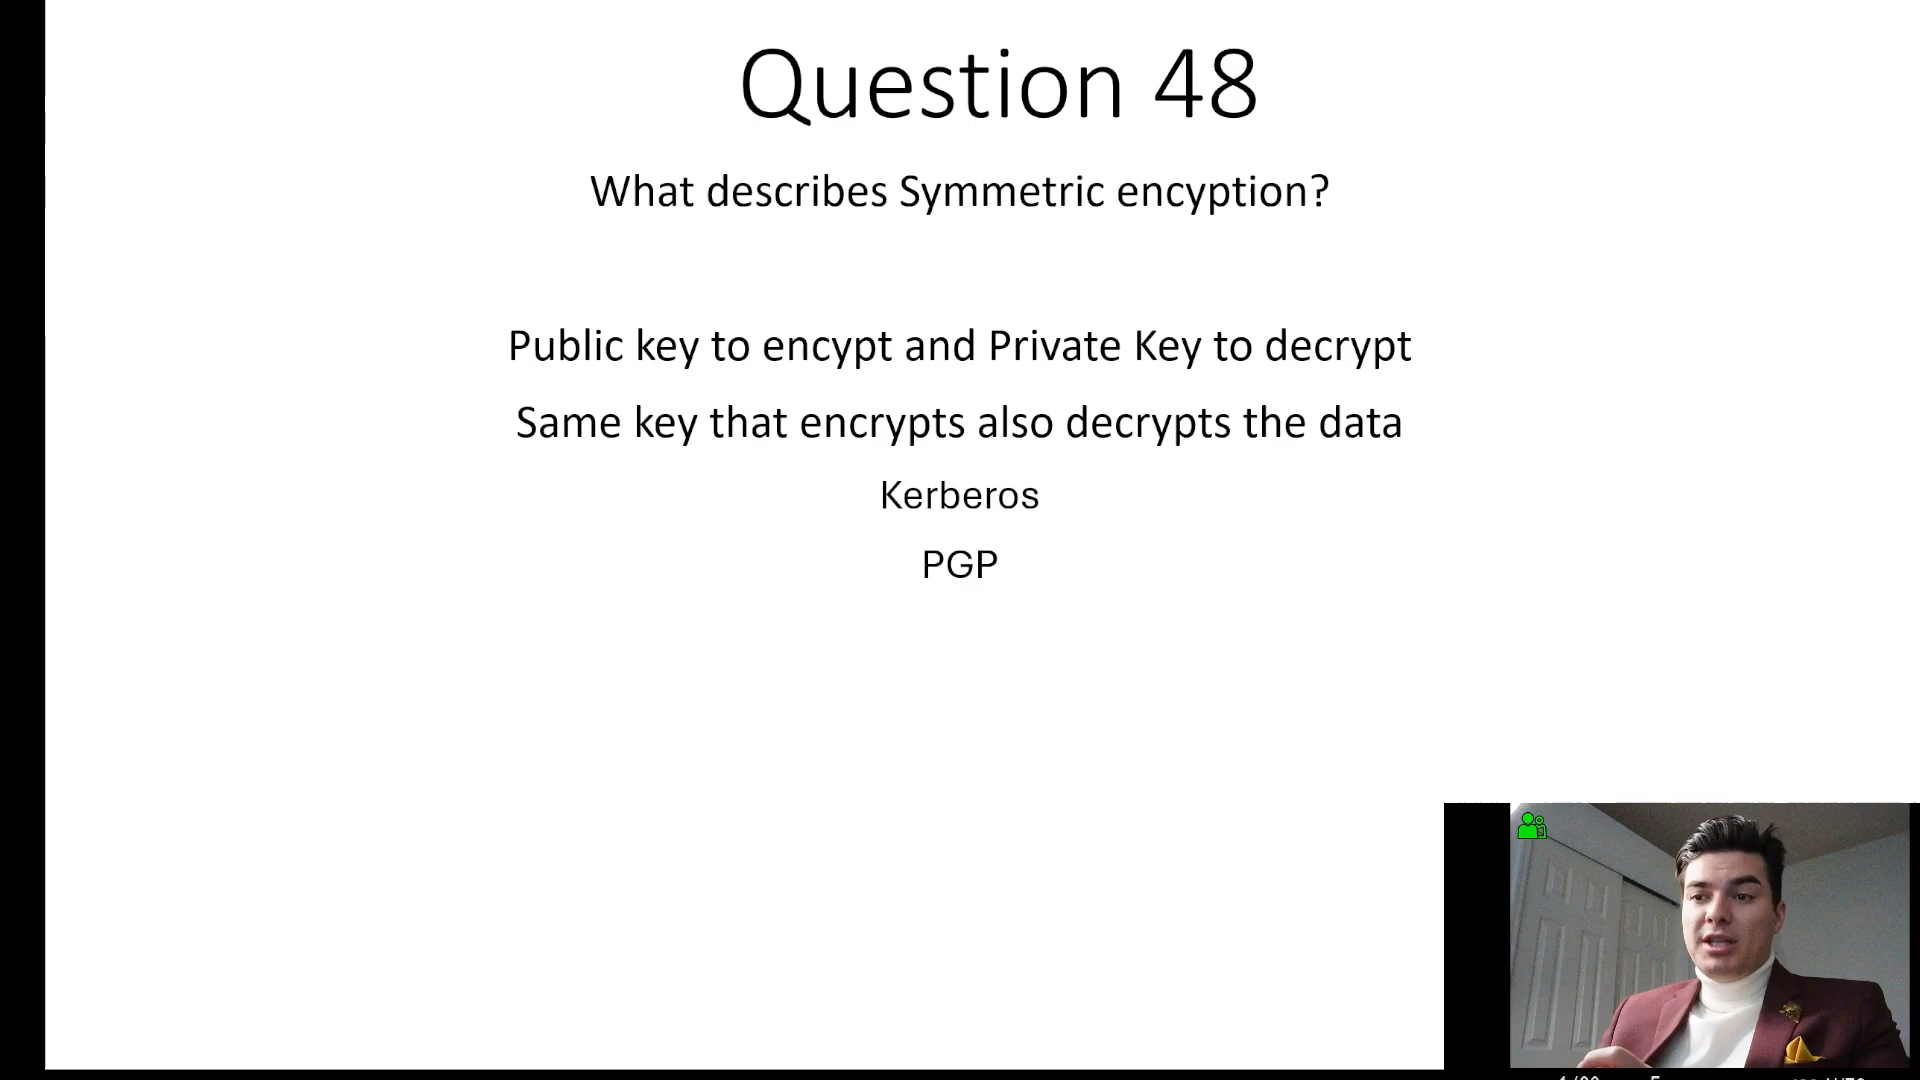 Question 48
What describes Symmetric encyption?
Public key to encypt and Private Key to decrypt
Same key that encrypts also decrypts the data
Kerberos
PGP